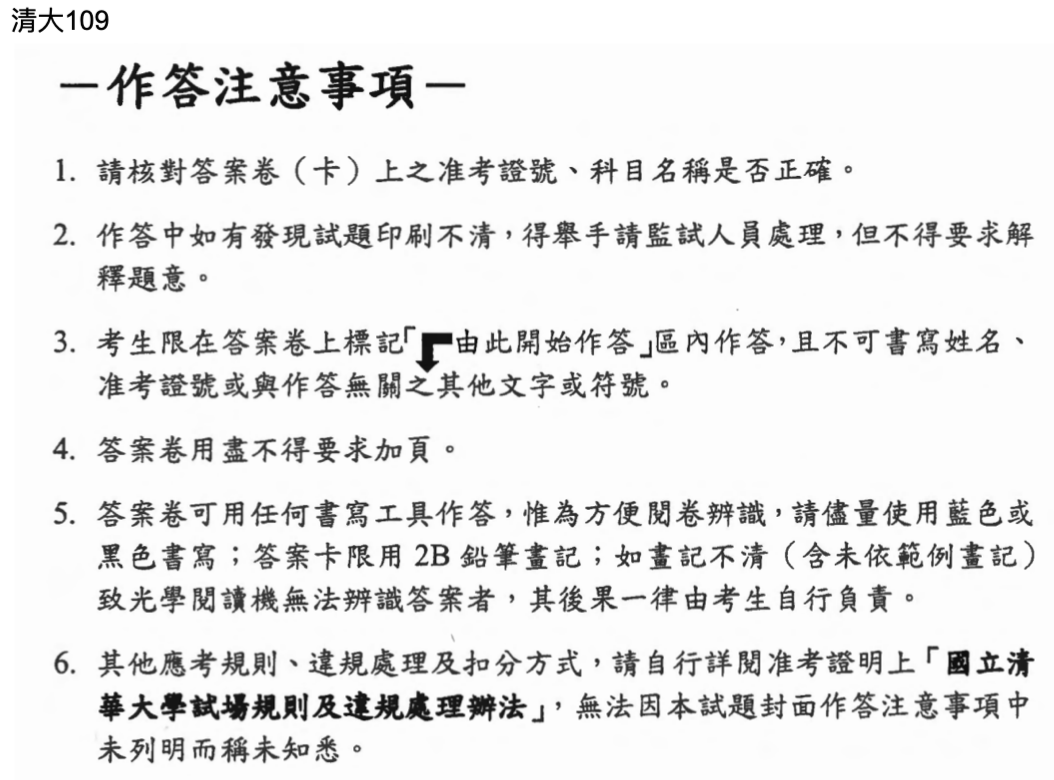 清大109
－作答注意事項－
1. 請核對答案卷（卡）上之准考證號、科目名稱是否正確。
2. 作答中如有發現試題印刷不清，得舉手請監試人員處理，但不得要求解
釋題意。
3. 考生限在答案卷上標記「由此開始作答」區內作答，且不可書寫姓名、
准考證號或與作答無關之其他文字或符號。
4. 答案卷用盡不得要求加頁。
5. 答案卷可用任何書寫工具作答，惟為方便閱卷辨識，請儘量使用藍色或
黑色書寫；答案卡限用 2B 鉛筆畫記；如畫記不清（含未依範例畫記）
致光學閱讀機無法辨識答案者，其後果一律由考生自行負責。
6. 其他應考規則、違規處理及扣分方式，請自行詳閱准考證明上「國立清
華大學試場規則及違規處理辦法」，無法因本試題封面作答注意事項中
未列明而稱未知悉。